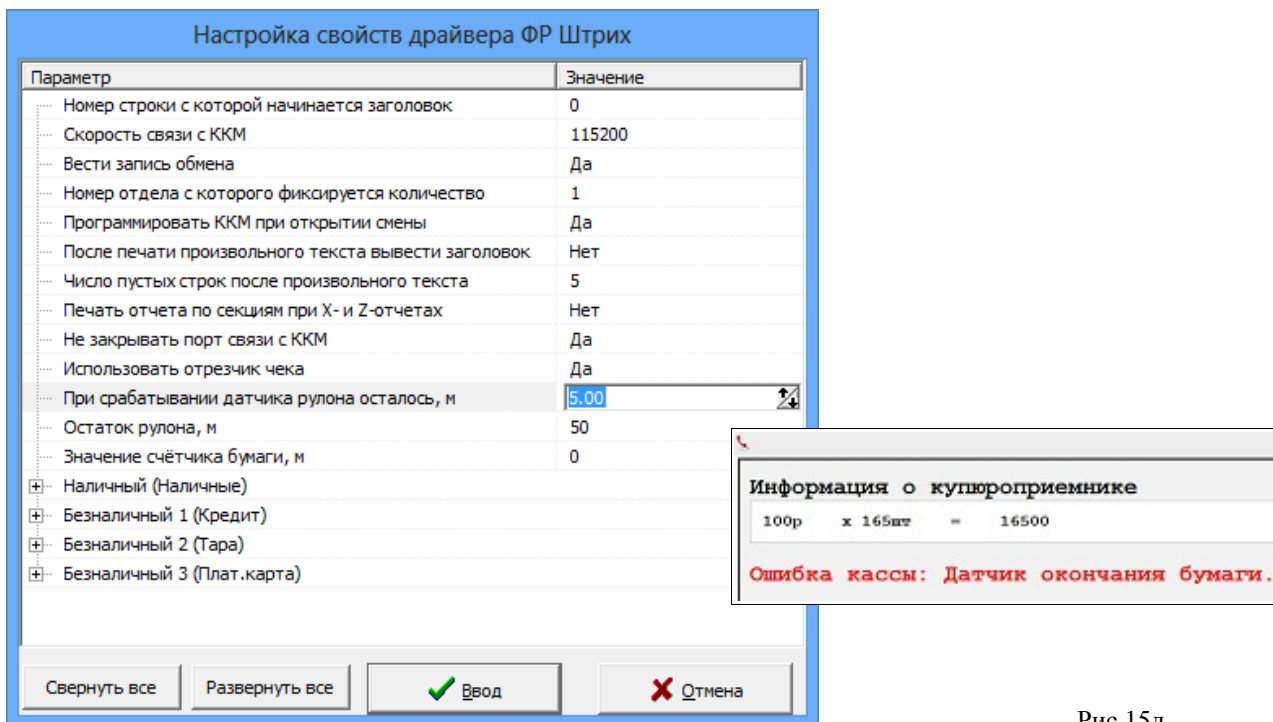 Настройка свойств драйвера ФР Штрих
Параметр Значение
Номер строки с которой начинается заголовок 0
Скорость связи с ККМ 115200
Вести запись обмена Да
Номер отдела с которого фиксируется количество 1
Программировать ККМ при открытии смены Да
После печати произвольного текста вывести заголовок Нет
Число пустых строк после произвольного текста 5
Печать отчета по секциям при X- и Z-отчетах Нет
Не закрывать порт связи с ККМ Да
Использовать отрезчик чека Да
При срабатывании датчика рулона осталось, м 5.00
Остаток рулона, м 50
Значение счётчика бумаги, м 0
Наличный (Наличные)
Безналичный 1 (Кредит)
Безналичный 2 (Тара)
Безналичный 3 (Плат.карта)
Свернуть все Развернуть все Ввод Отмена
Информация о купюроприемнике
100р x 165шт = 16500
Ошибка кассы: Датчик окончания бумаги.
Рис 15д